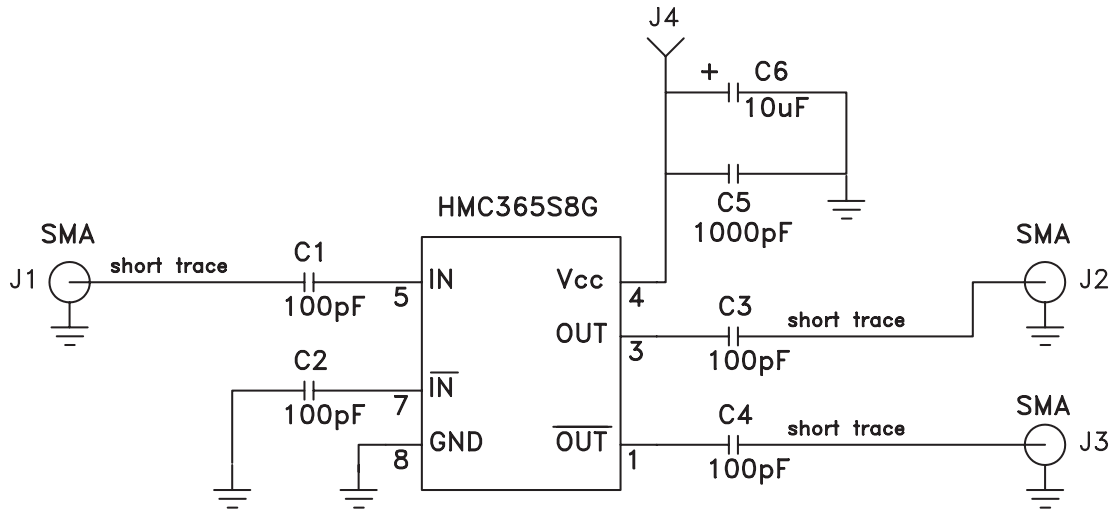 J4
+
C6
10uF
C5
1000pF
HMC365S8G
SMA
J1
short trace
C1
100pF
5
IN
Vcc
4
SMA
J2
C3
100pF
short trace
OUT
3
C2
100pF
7
IN
8
GND
OUT
1
C4
100pF
short trace
SMA
J3